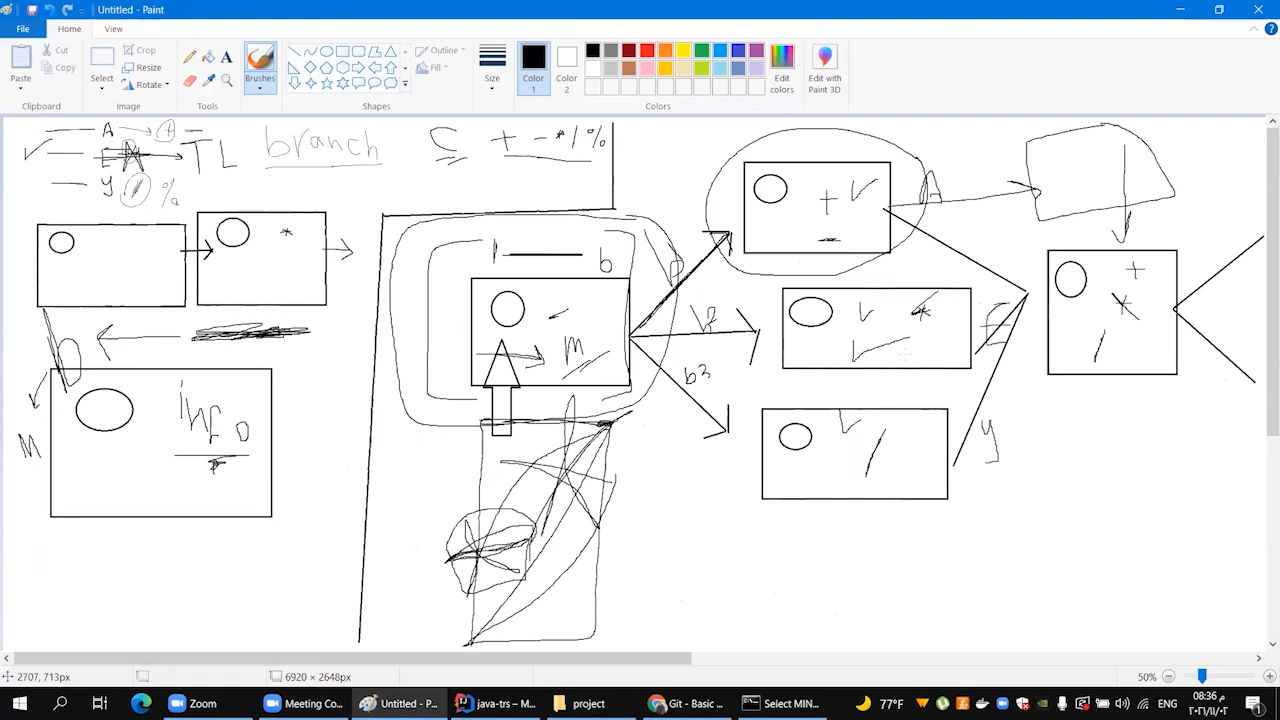 Untitled - Paint
File
Home
View
Paste
Cut
Copy
Clipboard
Select
Crop
Resize
Rotate
Image
Tools
Brushes
Shapes
Outline
Fill
Size
Color 1
Color 2
Colors
Edit colors
Edit with Paint 3D
A +
TL branch C + - * / %
y / %
*
b
+
m
b2
*
b3
/
y
+
*
/
M
info
2707, 713px
6920 × 2648px
50%
Zoom
Meeting Co...
Untitled - P...
java-trs – M...
project
Git - Basic ...
Select MIN...
77°F
ENG